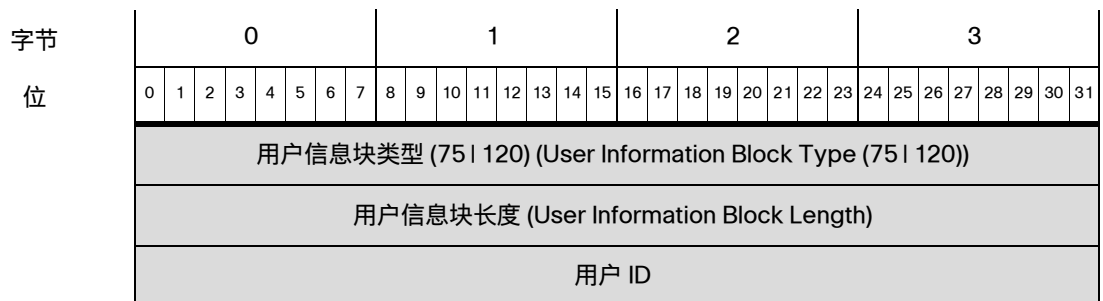 字节 0 1 2 3
位 0 1 2 3 4 5 6 7 8 9 10 11 12 13 14 15 16 17 18 19 20 21 22 23 24 25 26 27 28 29 30 31
用户信息块类型 (75 | 120) (User Information Block Type (75 | 120))
用户信息块长度 (User Information Block Length)
用户 ID